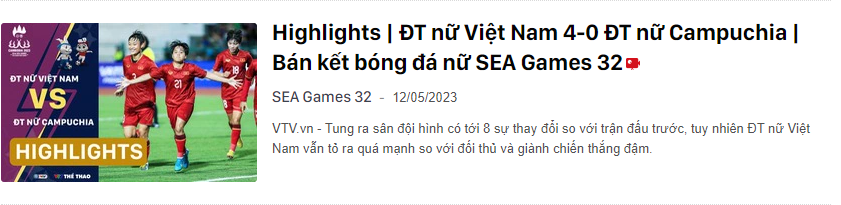 ĐT NỮ VIỆT NAM
VS
ĐT NỮ CAMPUCHIA
HIGHLIGHTS
THỂ THAO
21
Highlights | ĐT nữ Việt Nam 4-0 ĐT nữ Campuchia |
Bán kết bóng đá nữ SEA Games 32
SEA Games 32 - 12/05/2023
VTV.vn - Tung ra sân đội hình có tới 8 sự thay đổi so với trận đấu trước, tuy nhiên ĐT nữ Việt
Nam vẫn tỏ ra quá mạnh so với đối thủ và giành chiến thắng đậm.